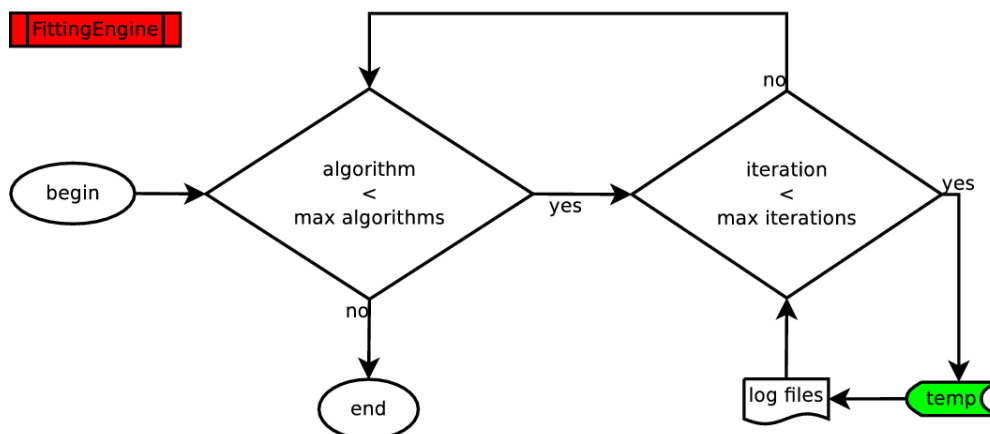 FittingEngine
no
begin
algorithm
<
max algorithms
yes
iteration
<
max iterations
yes
no
end
log files
temp